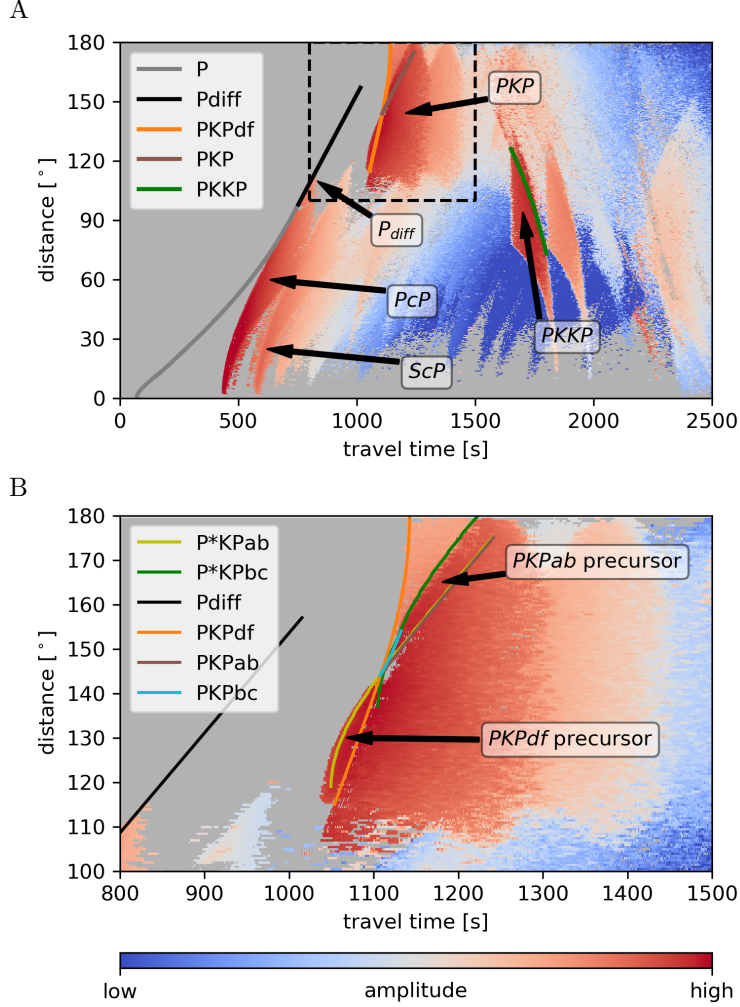 A
180
150
120
90
60
30
0
distance [°]
P
Pdiff
PKPdf
PKP
PKKP
PKP
Pdiff
PcP
ScP
PKKP
0 500 1000 1500 2000 2500
travel time [s]
B
180
170
160
150
140
130
120
110
100
distance [°]
P*KPab
P*KPbc
Pdiff
PKPdf
PKPab
PKPbc
PKPab precursor
PKPdf precursor
800 900 1000 1100 1200 1300 1400 1500
travel time [s]
low amplitude high